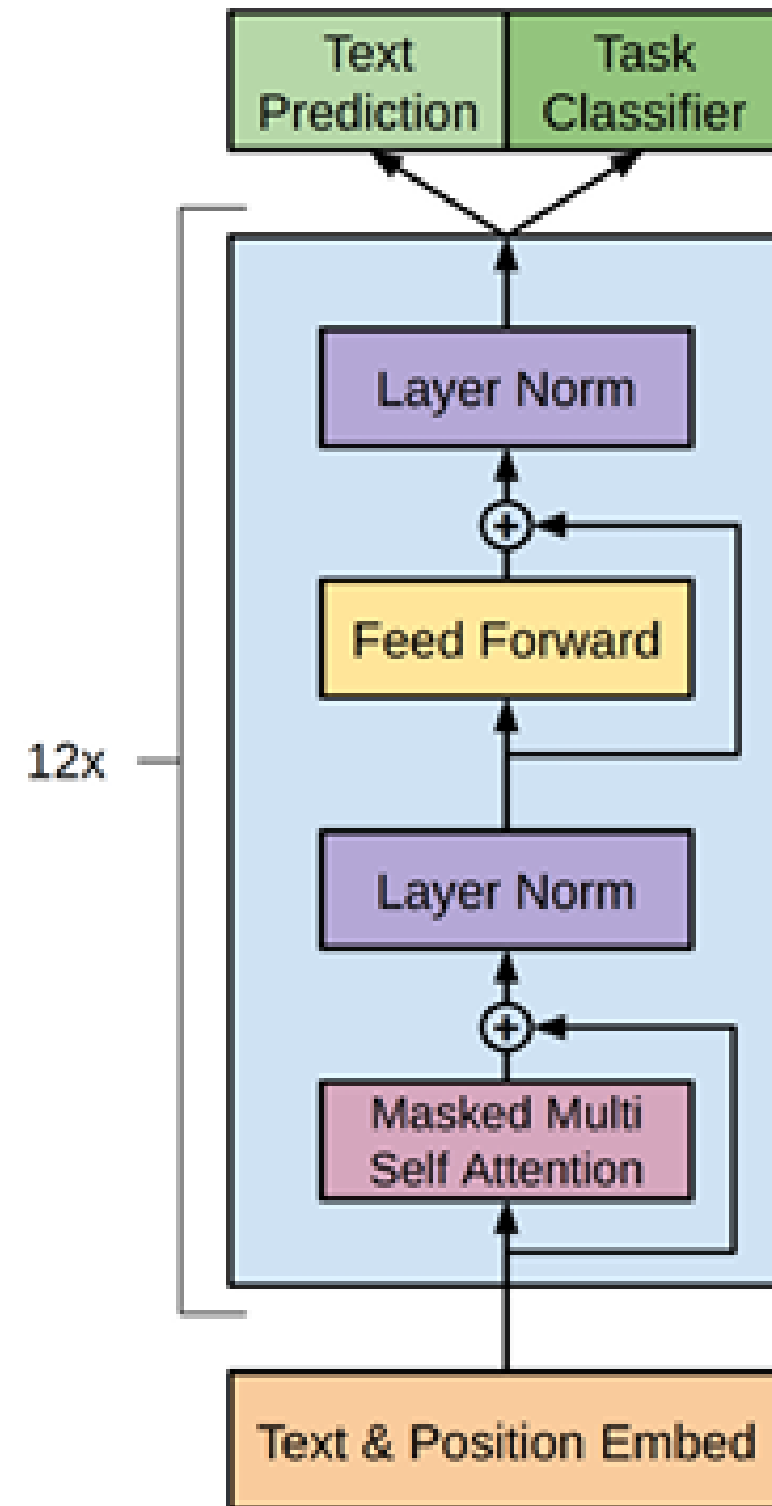 Text
Prediction
Task
Classifier
Layer Norm
+
Feed Forward
12x
Layer Norm
+
Masked Multi
Self Attention
Text & Position Embed